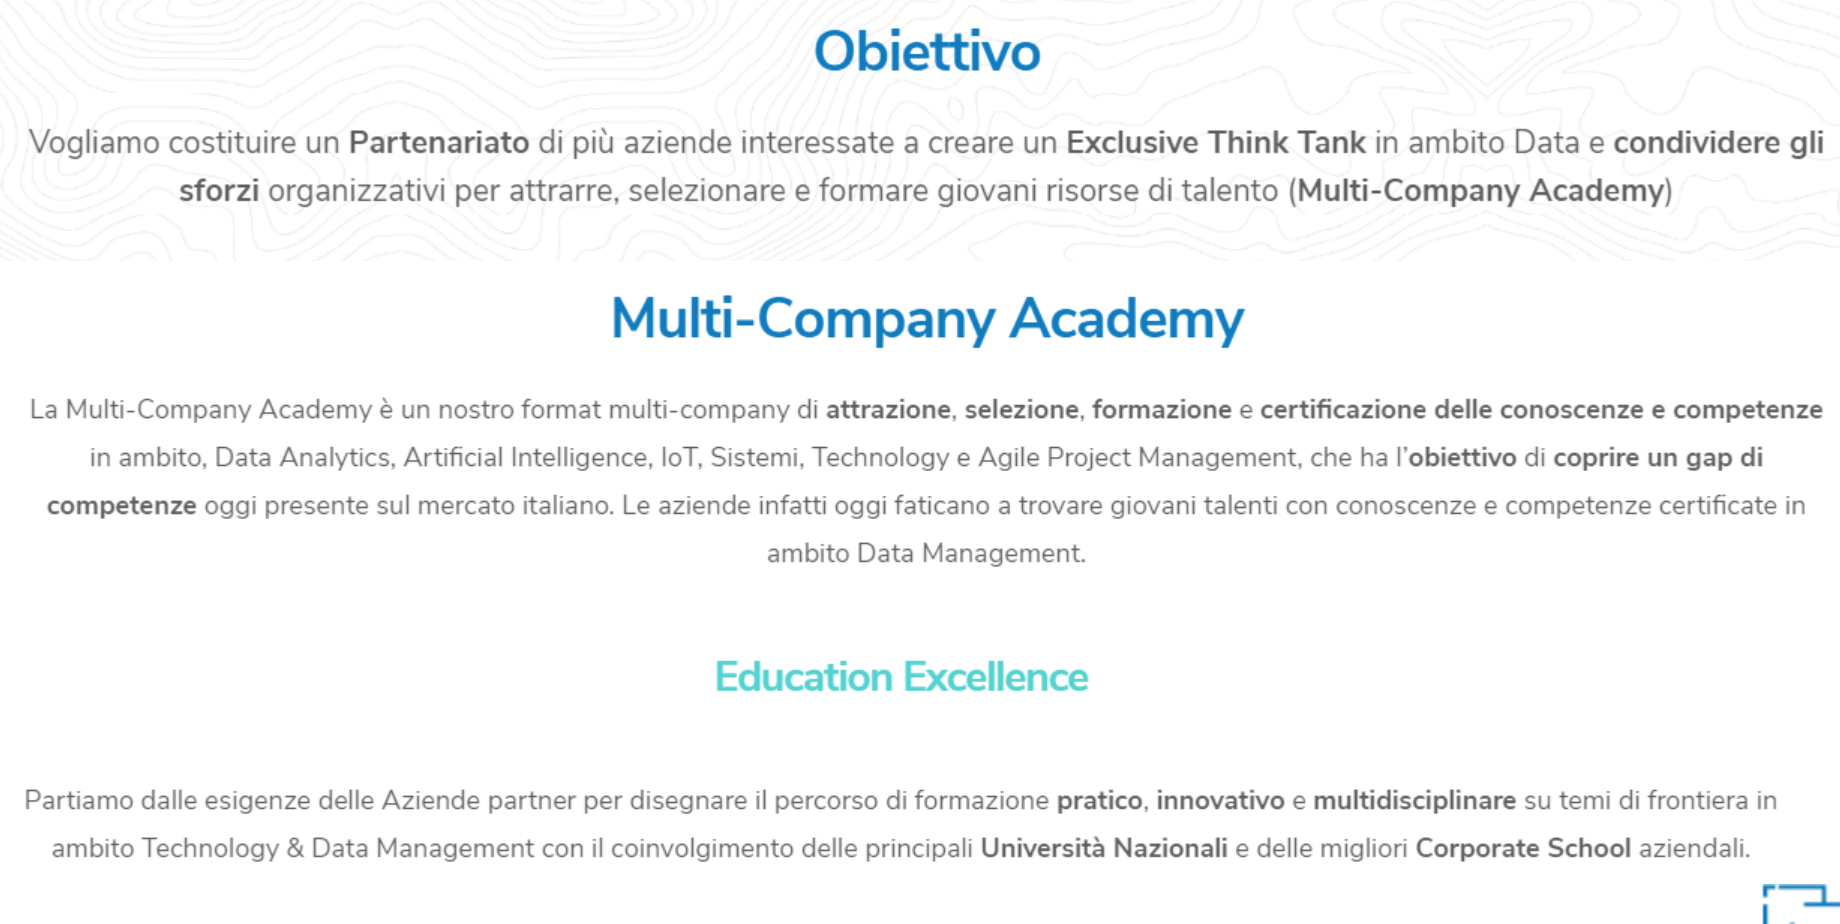 Obiettivo
Vogliamo costituire un Partenariato di più aziende interessate a creare un Exclusive Think Tank in ambito Data e condividere gli
sforzi organizzativi per attrarre, selezionare e formare giovani risorse di talento (Multi-Company Academy)
Multi-Company Academy
La Multi-Company Academy è un nostro format multi-company di attrazione, selezione, formazione e certificazione delle conoscenze e competenze
in ambito, Data Analytics, Artificial Intelligence, IoT, Sistemi, Technology e Agile Project Management, che ha l'obiettivo di coprire un gap di
competenze oggi presente sul mercato italiano. Le aziende infatti oggi faticano a trovare giovani talenti con conoscenze e competenze certificate in
ambito Data Management.
Education Excellence
Partiamo dalle esigenze delle Aziende partner per disegnare il percorso di formazione pratico, innovativo e multidisciplinare su temi di frontiera in
ambito Technology & Data Management con il coinvolgimento delle principali Università Nazionali e delle migliori Corporate School aziendali.